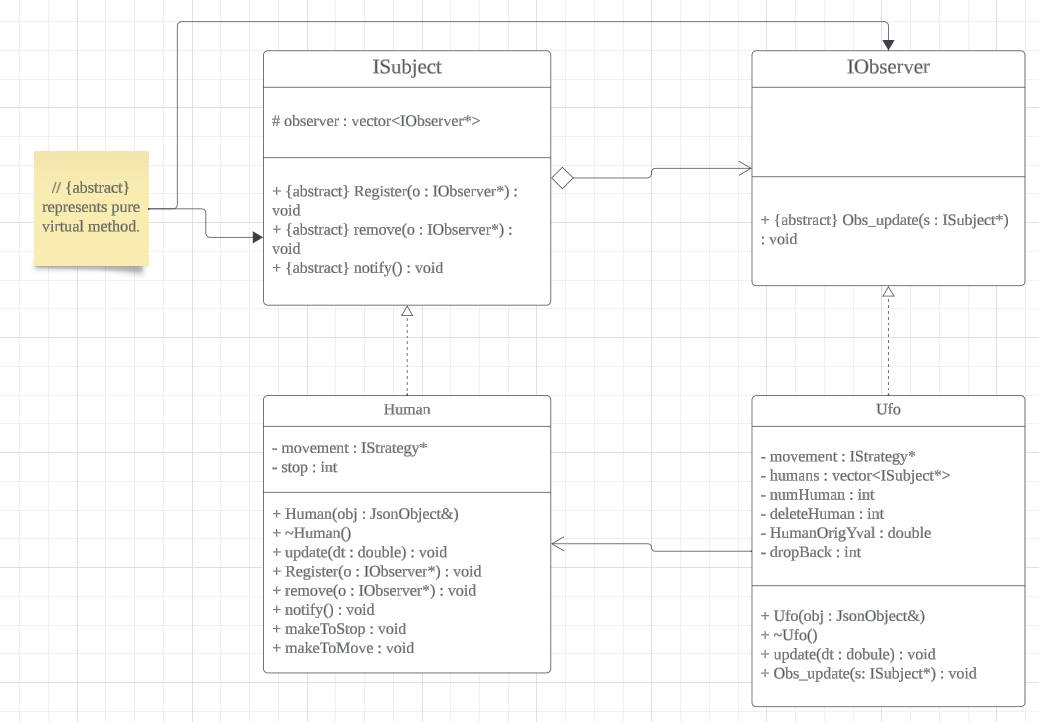 ISubject
# observer : vector<IObserver*>
+ {abstract} Register(o : IObserver*) :
void
+ {abstract} remove(o : IObserver*) :
void
+ {abstract} notify() : void
IObserver
+ {abstract} Obs_update(s : ISubject*)
: void
// {abstract}
represents pure
virtual method.
Human
- movement : IStrategy*
- stop : int
+ Human(obj : JsonObject&)
+ ~Human()
+ update(dt : double) : void
+ Register(o : IObserver*) : void
+ remove(o : IObserver*) : void
+ notify() : void
+ makeToStop : void
+ makeToMove : void
Ufo
- movement : IStrategy*
- humans : vector<ISubject*>
- numHuman : int
- deleteHuman : int
- HumanOrigYval : double
- dropBack : int
+ Ufo(obj : JsonObject&)
+ ~Ufo()
+ update(dt : dobule) : void
+ Obs_update(s: ISubject*) : void